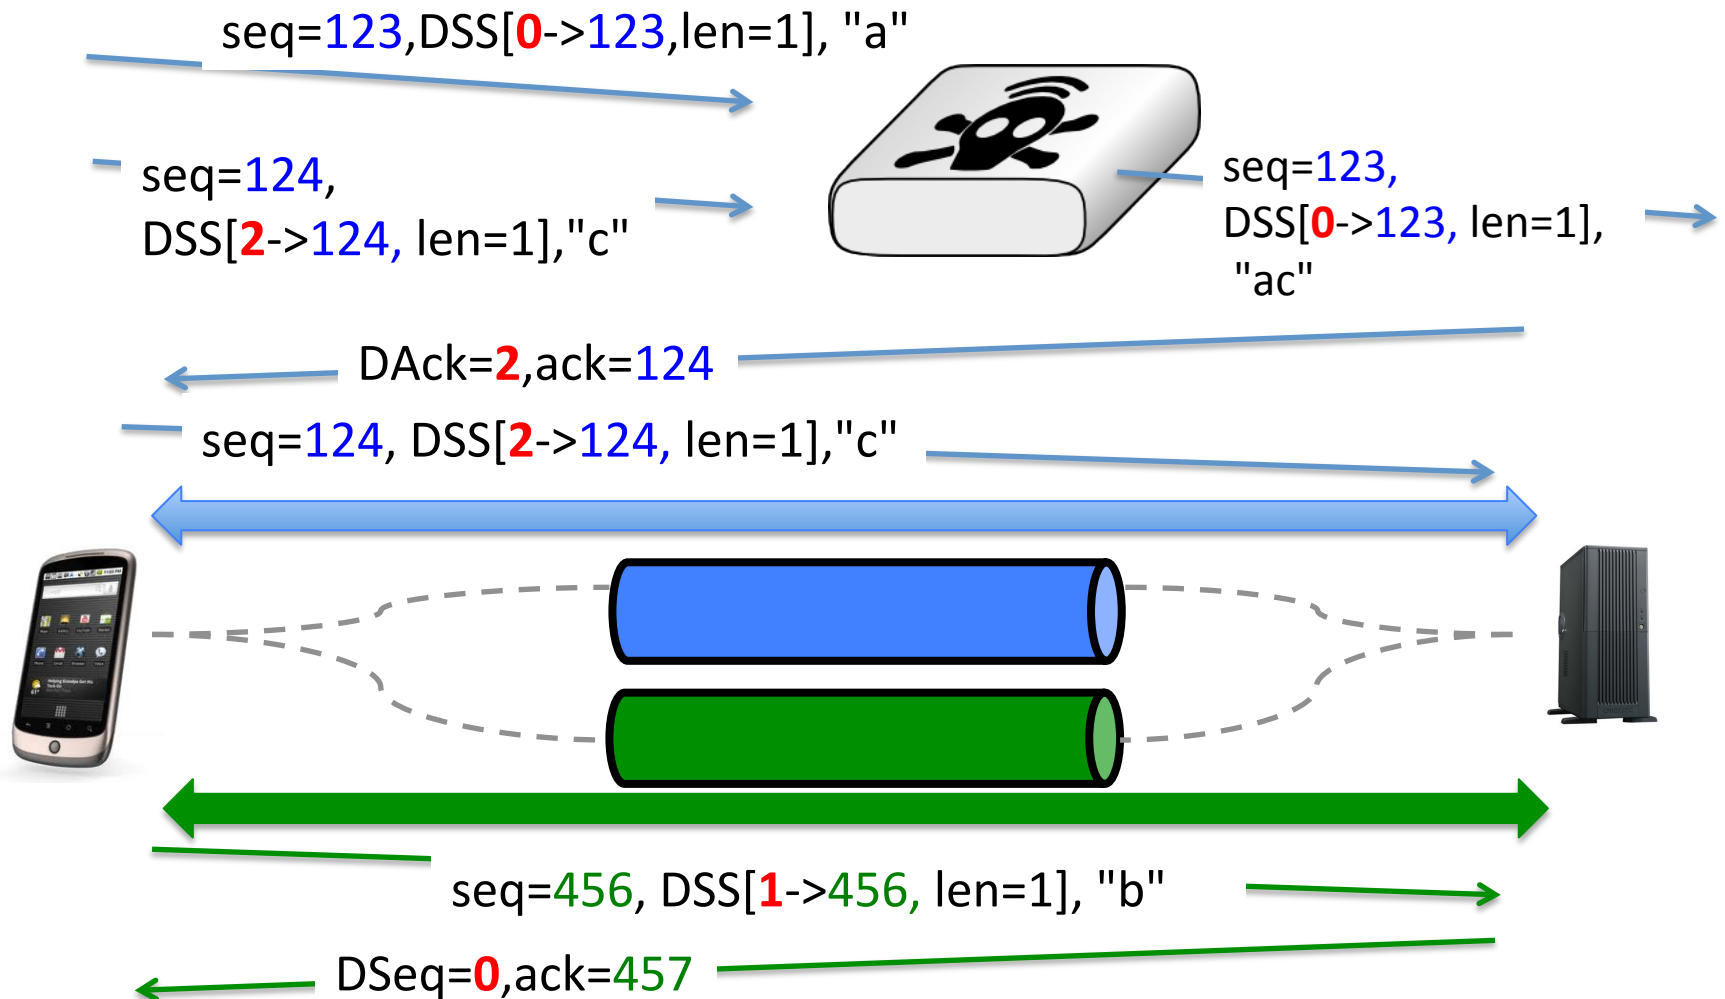 seq=123,DSS[0->123,len=1], "a"
seq=124,
DSS[2->124, len=1],"c"
seq=123,
DSS[0->123, len=1],
"ac"
DAck=2,ack=124
seq=124, DSS[2->124, len=1],"c"
seq=456, DSS[1->456, len=1], "b"
DSeq=0,ack=457